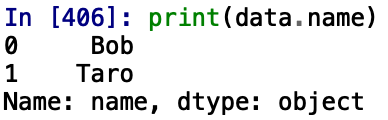 In [406]: print(data.name)
0     Bob
1    Taro
Name: name, dtype: object